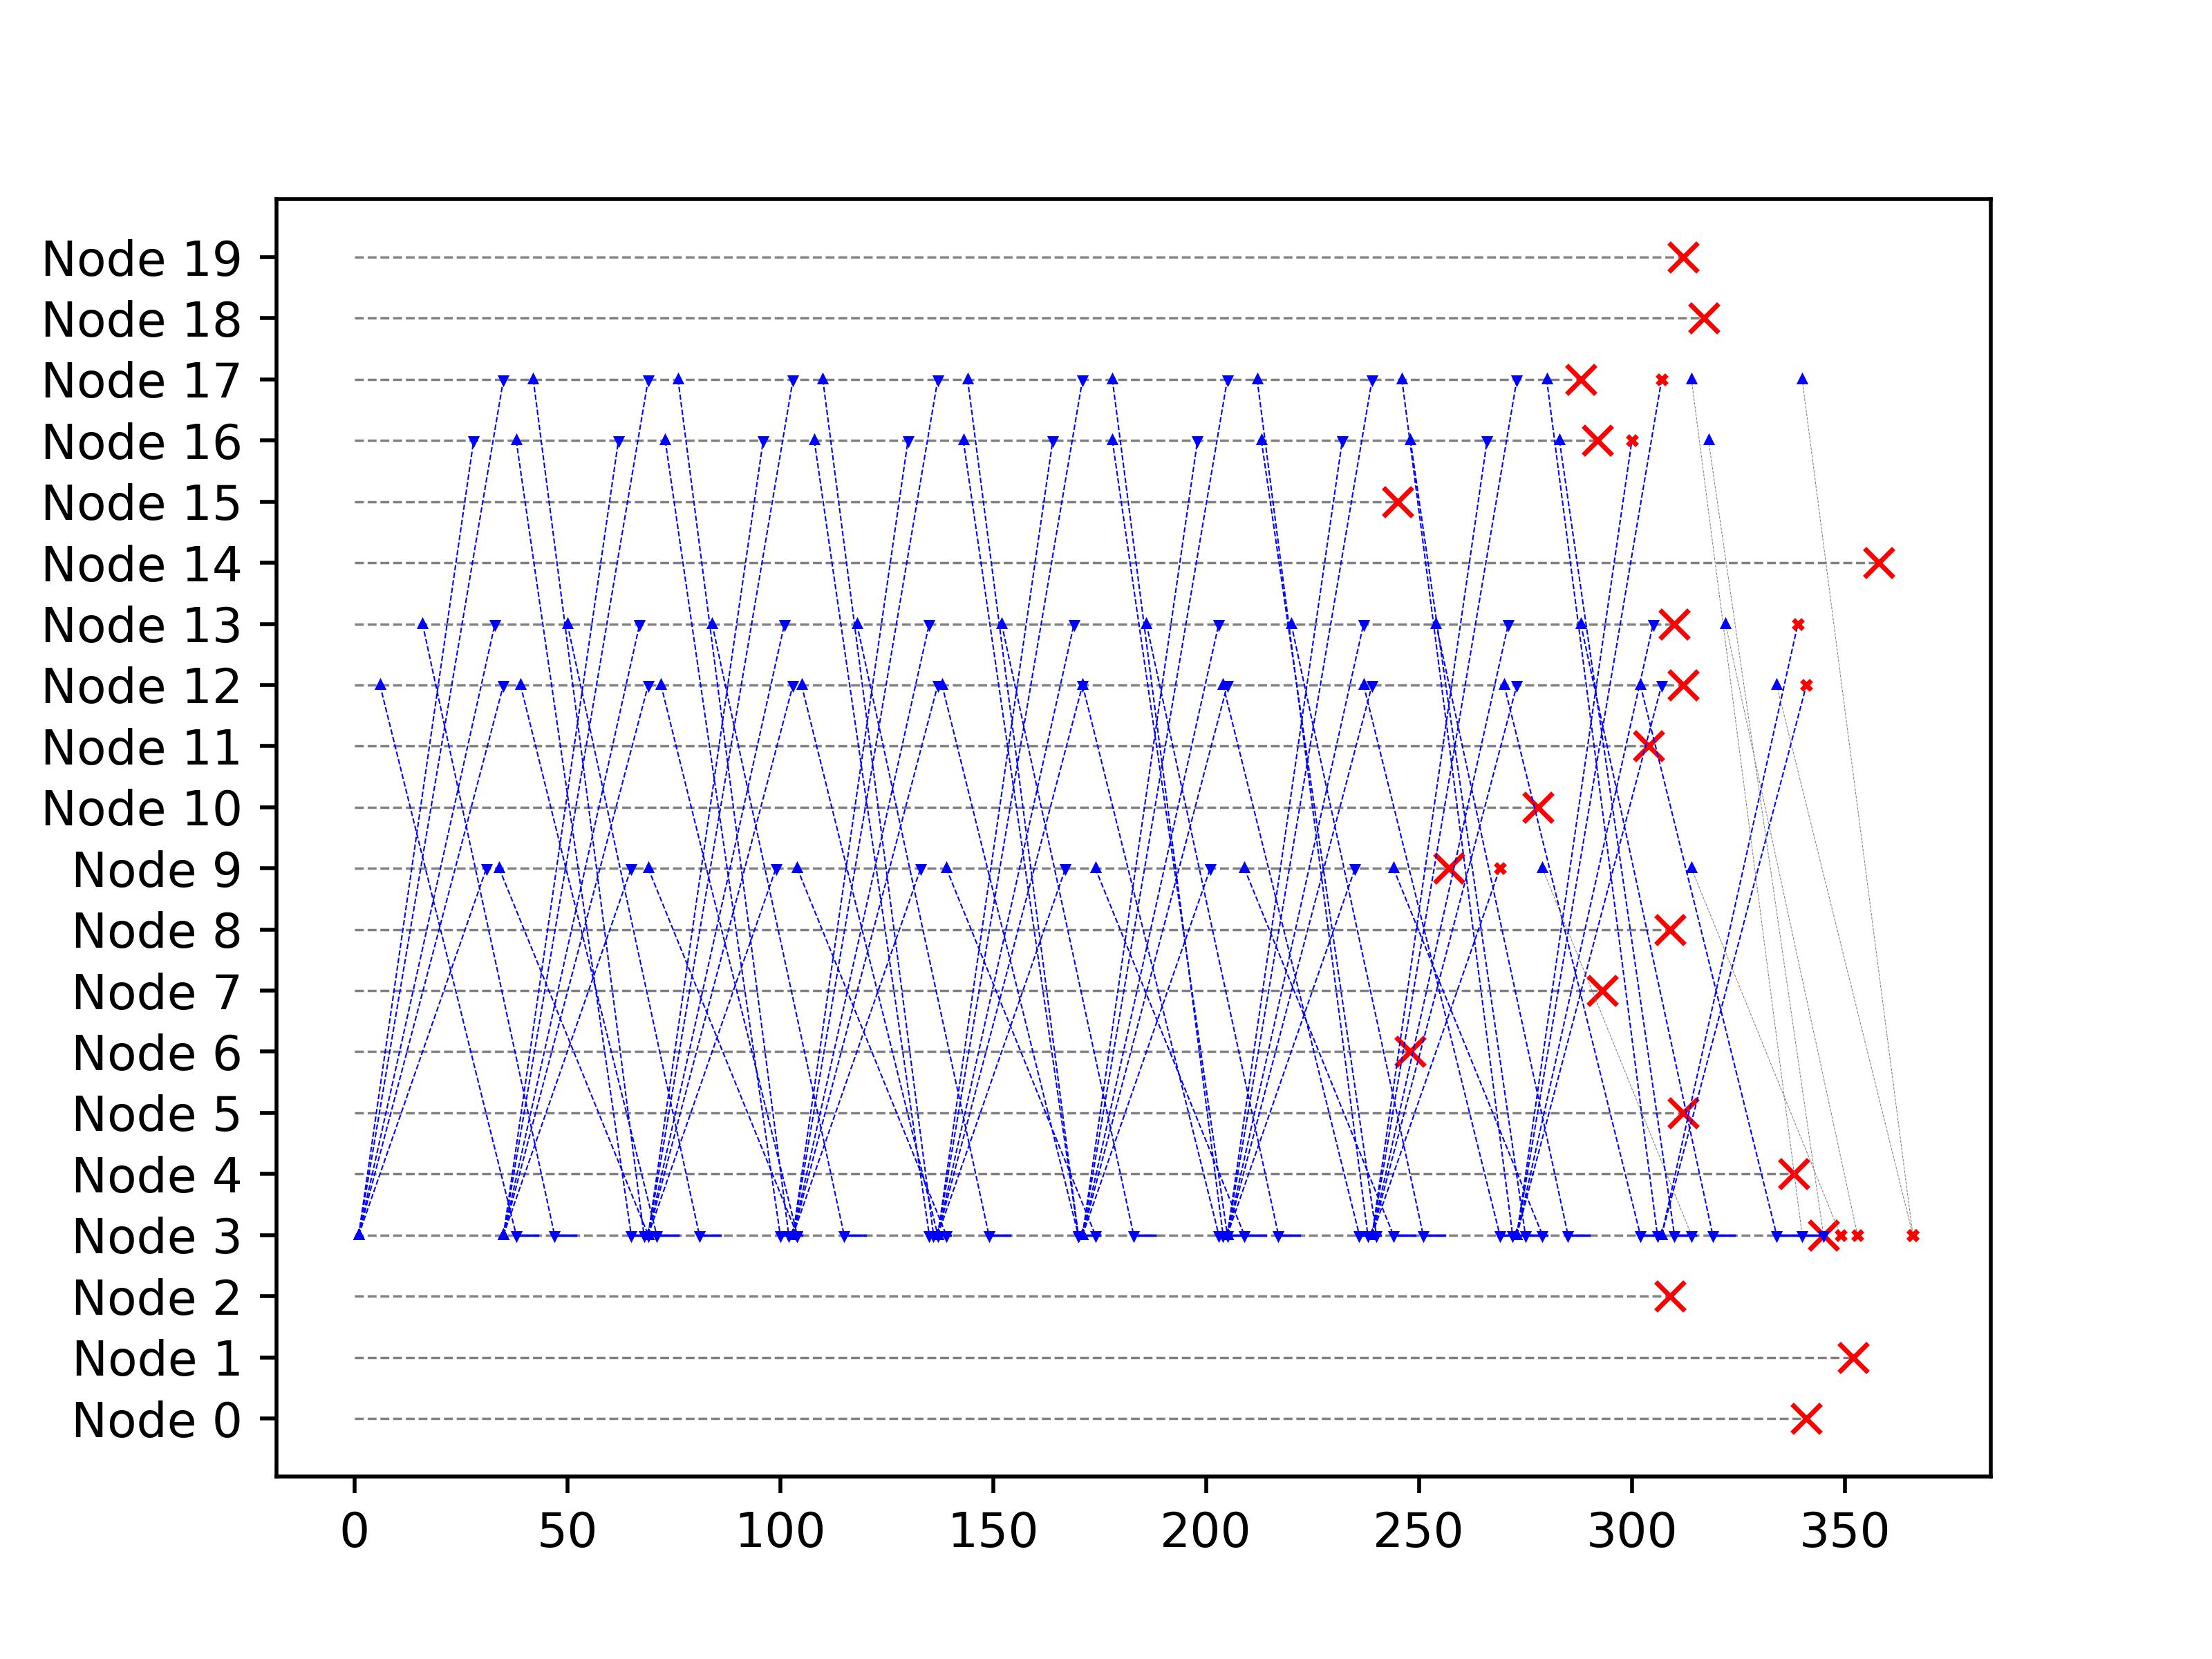 Node 19
Node 18
Node 17
Node 16
Node 15
Node 14
Node 13
Node 12
Node 11
Node 10
Node 9
Node 8
Node 7
Node 6
Node 5
Node 4
Node 3
Node 2
Node 1
Node 0
0 50 100 150 200 250 300 350